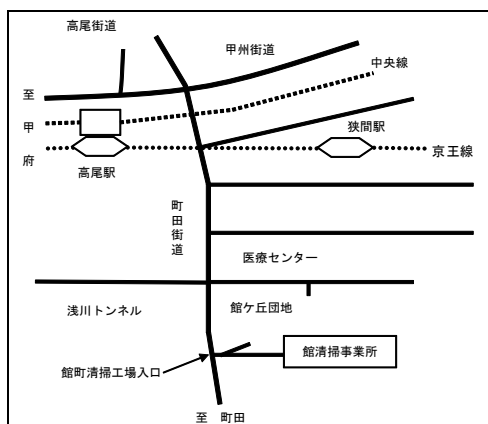 高尾街道
甲州街道
中央線
至
甲
府
狭間駅
京王線
高尾駅
町田街道
医療センター
浅川トンネル
館ケ丘団地
館清掃事業所
館町清掃工場入口
至 町田